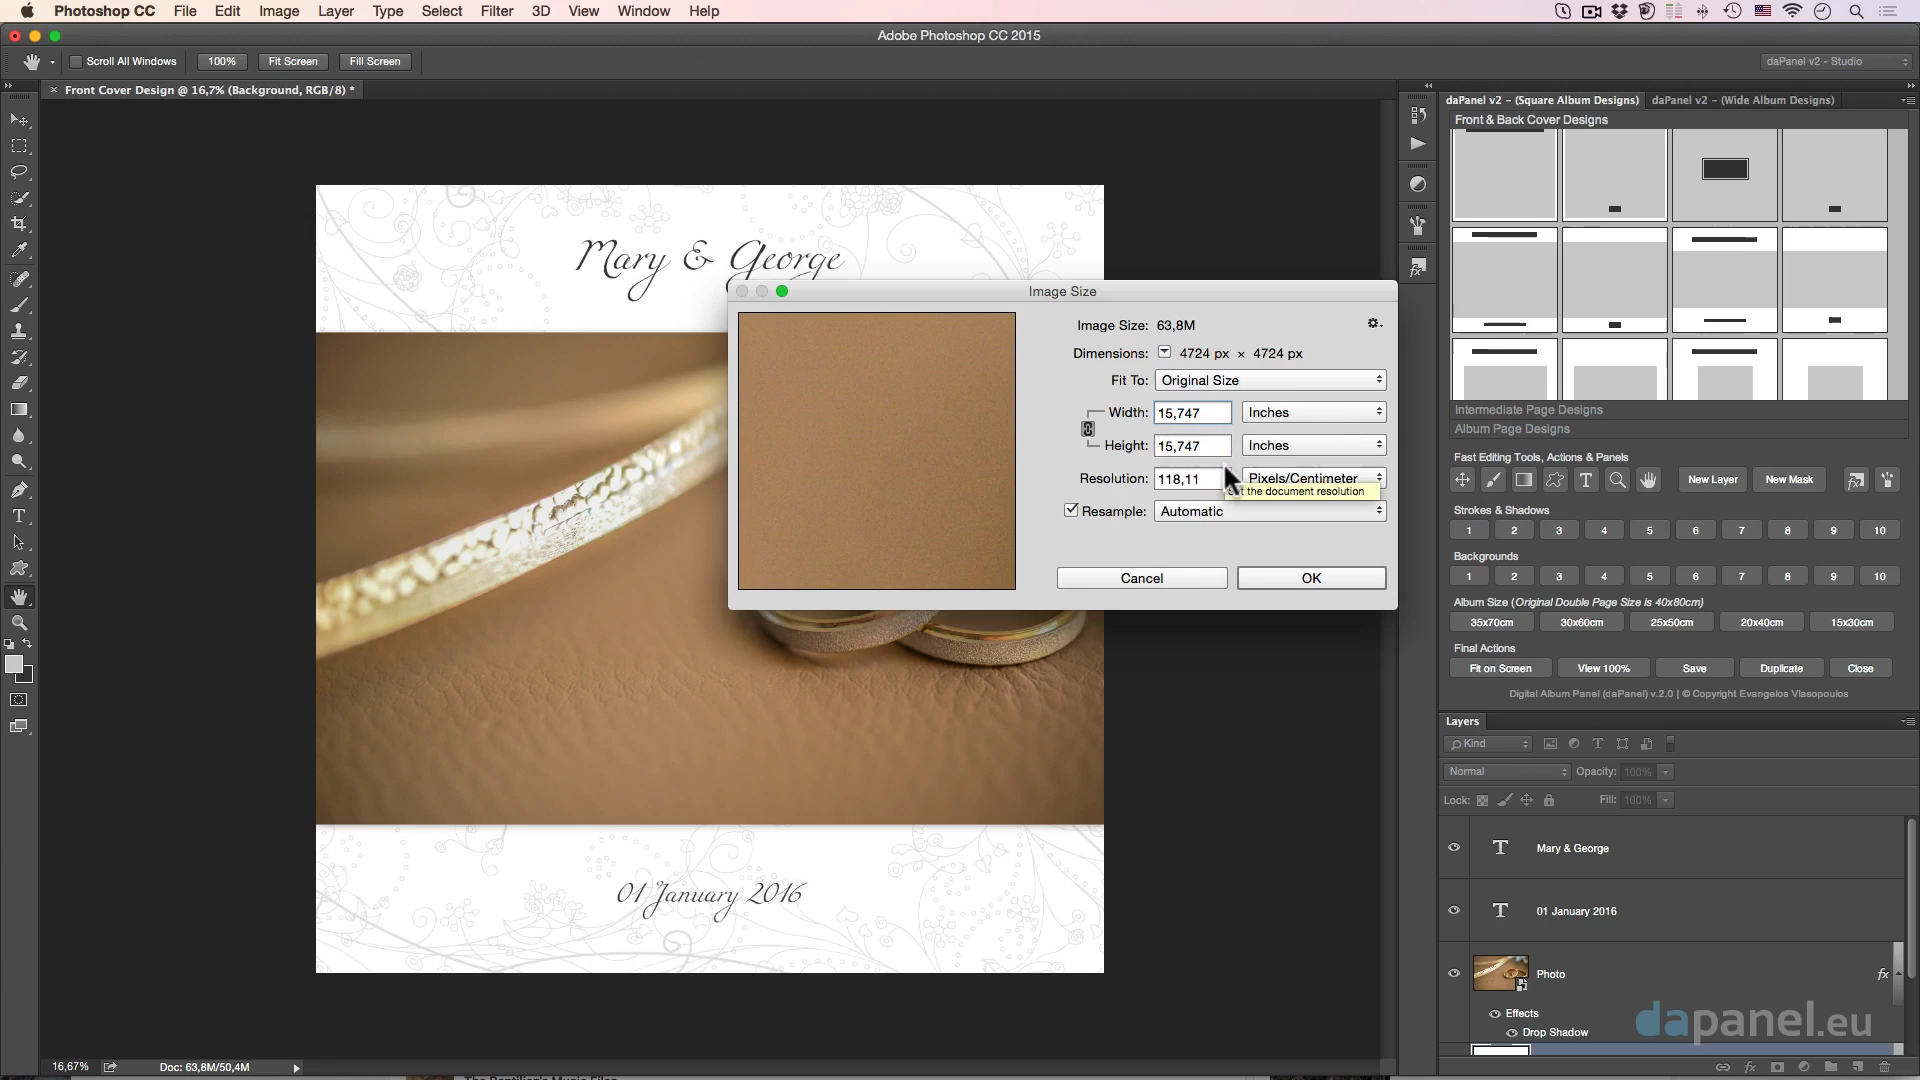 Photoshop CC File Edit Image Layer Type Select Filter 3D View Window Help
Adobe Photoshop CC 2015
Scroll All Windows 100% Fit Screen Fill Screen daPanel v2 - Studio
× Front Cover Design @ 16,7% (Background, RGB/8) *
daPanel v2 - (Square Album Designs) daPanel v2 - (Wide Album Designs)
Front & Back Cover Designs
Mary & George
Image Size
Image Size: 63,8M
Dimensions: 4724 px × 4724 px
Fit To: Original Size
Width: 15,747 Inches
Height: 15,747 Inches
Resolution: 118,11 Pixels/Centimeter
the document resolution
Resample: Automatic
Cancel OK
01 January 2016
Intermediate Page Designs
Album Page Designs
Fast Editing Tools, Actions & Panels
New Layer New Mask
Strokes & Shadows
1 2 3 4 5 6 7 8 9 10
Backgrounds
1 2 3 4 5 6 7 8 9 10
Album Size (Original Double Page Size is 40x80cm)
35x70cm 30x60cm 25x50cm 20x40cm 15x30cm
Final Actions
Fit on Screen View 100% Save Duplicate Close
Digital Album Panel (daPanel) v.2.0 | © Copyright Evangelos Vlasopoulos
Layers
Kind
Normal Opacity: 100%
Lock: Fill: 100%
Mary & George
01 January 2016
Photo fx
Effects
Drop Shadow
dapanel.eu
16,67% Doc: 63,8M/50,4M